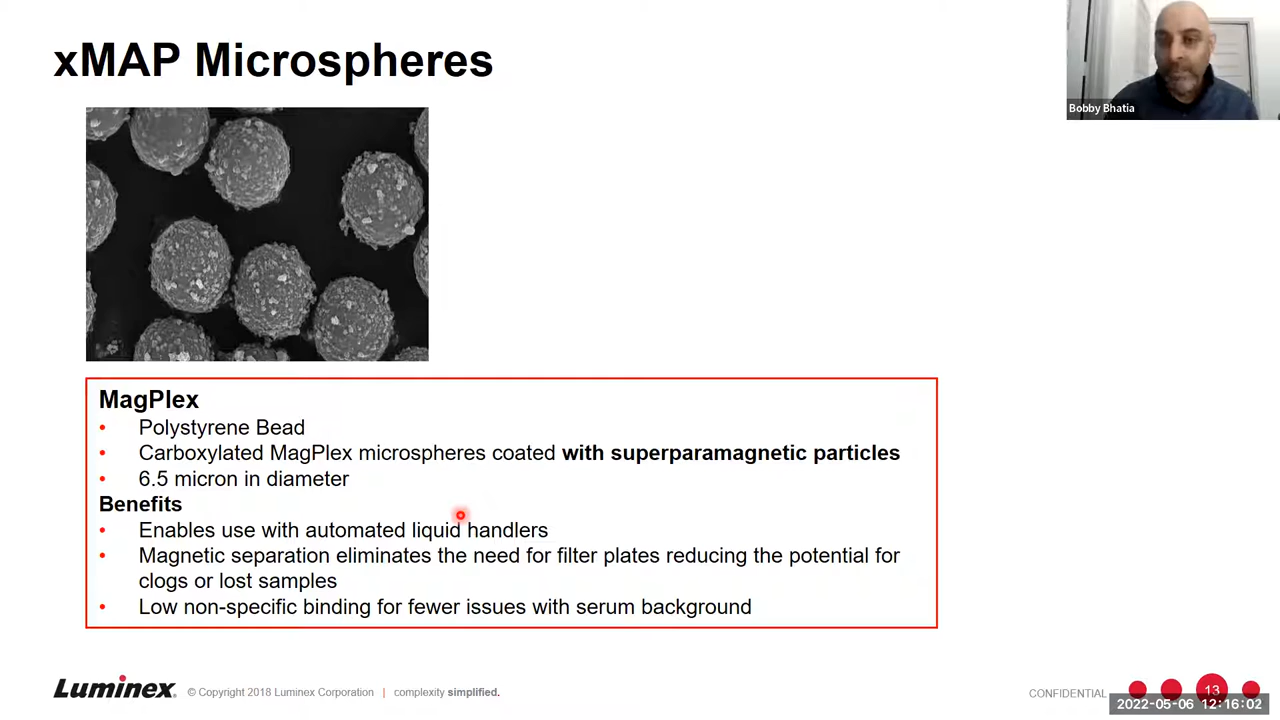 xMAP Microspheres
Bobby Bhatia
MagPlex
• Polystyrene Bead
• Carboxylated MagPlex microspheres coated with superparamagnetic particles
• 6.5 micron in diameter
Benefits
• Enables use with automated liquid handlers
• Magnetic separation eliminates the need for filter plates reducing the potential for
clogs or lost samples
• Low non-specific binding for fewer issues with serum background
Luminex. © Copyright 2018 Luminex Corporation | complexity simplified.
CONFIDENTIAL 13
2022-05-06 12:16:02